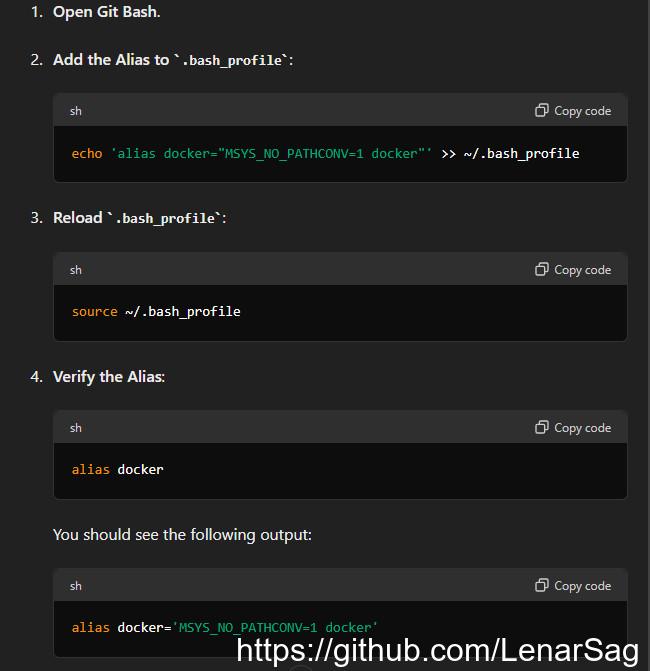 1. Open Git Bash.
2. Add the Alias to `.bash_profile`:
sh Copy code
echo 'alias docker="MSYS_NO_PATHCONV=1 docker"' >> ~/.bash_profile
3. Reload `.bash_profile`:
sh Copy code
source ~/.bash_profile
4. Verify the Alias:
sh Copy code
alias docker
You should see the following output:
sh Copy code
alias docker='MSYS_NO_PATHCONV=1 docker'
https://github.com/LenarSag